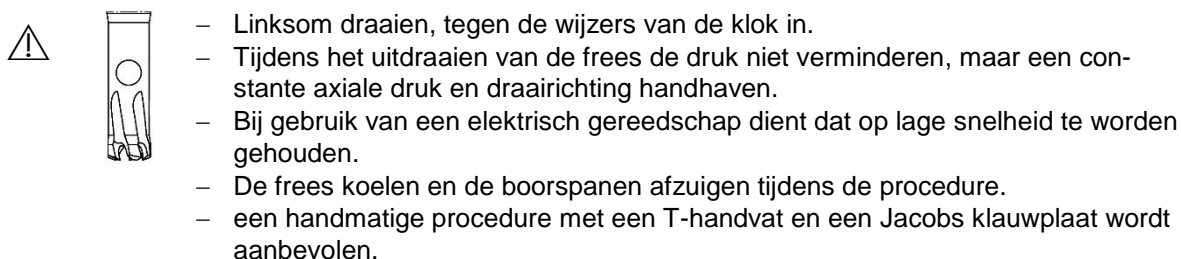 – Linksom draaien, tegen de wijzers van de klok in.
– Tijdens het uitdraaien van de frees de druk niet verminderen, maar een con-
stante axiale druk en draairichting handhaven.
– Bij gebruik van een elektrisch gereedschap dient dat op lage snelheid te worden
gehouden.
– De frees koelen en de boorspanen afzuigen tijdens de procedure.
– een handmatige procedure met een T-handvat en een Jacobs klauwplaat wordt
aanbevolen.